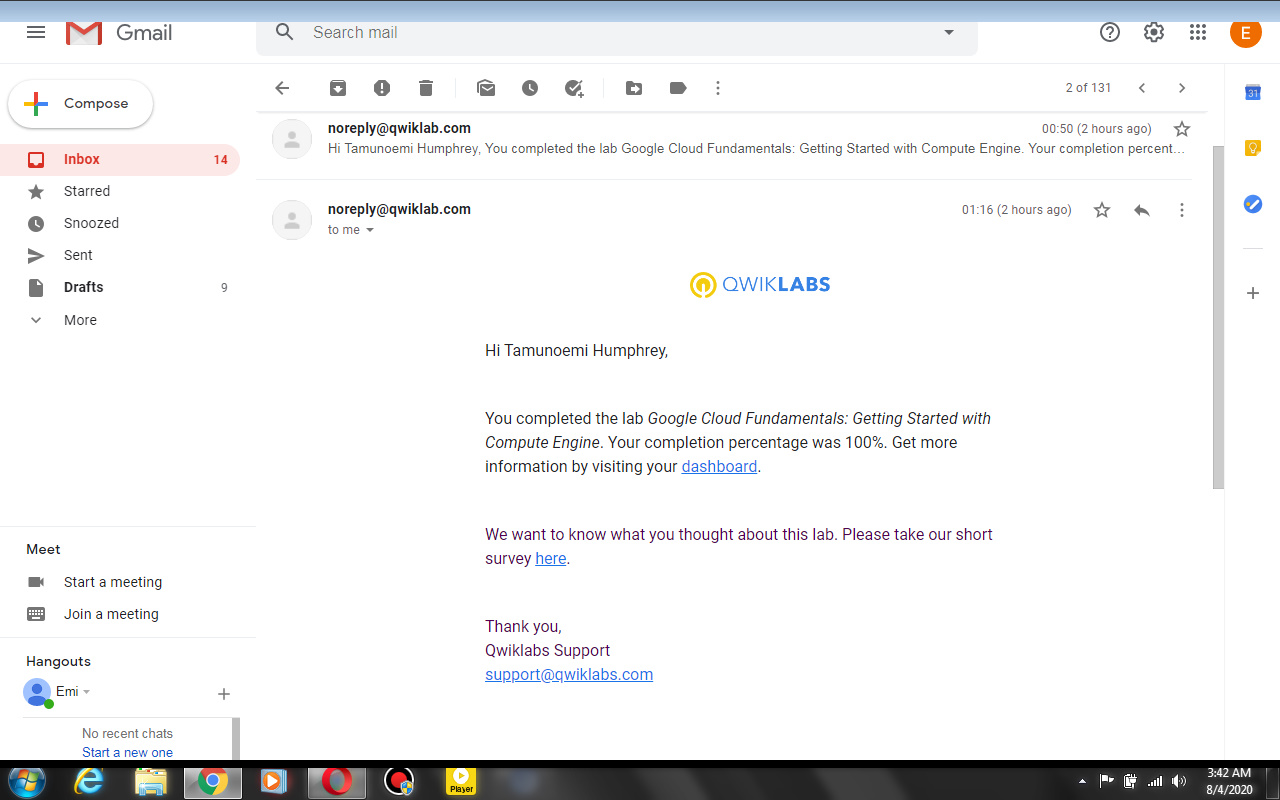 Gmail
Search mail
E
Compose
2 of 131
31
Inbox 14
Starred
Snoozed
Sent
Drafts 9
More
noreply@qwiklab.com 00:50 (2 hours ago)
Hi Tamunoemi Humphrey, You completed the lab Google Cloud Fundamentals: Getting Started with Compute Engine. Your completion percent...
noreply@qwiklab.com 01:16 (2 hours ago)
to me
QWIKLABS
Hi Tamunoemi Humphrey,
You completed the lab Google Cloud Fundamentals: Getting Started with
Compute Engine. Your completion percentage was 100%. Get more
information by visiting your dashboard.
We want to know what you thought about this lab. Please take our short
survey here.
Thank you,
Qwiklabs Support
support@qwiklabs.com
Meet
Start a meeting
Join a meeting
Hangouts
Emi
No recent chats
Start a new one
Player
3:42 AM
8/4/2020